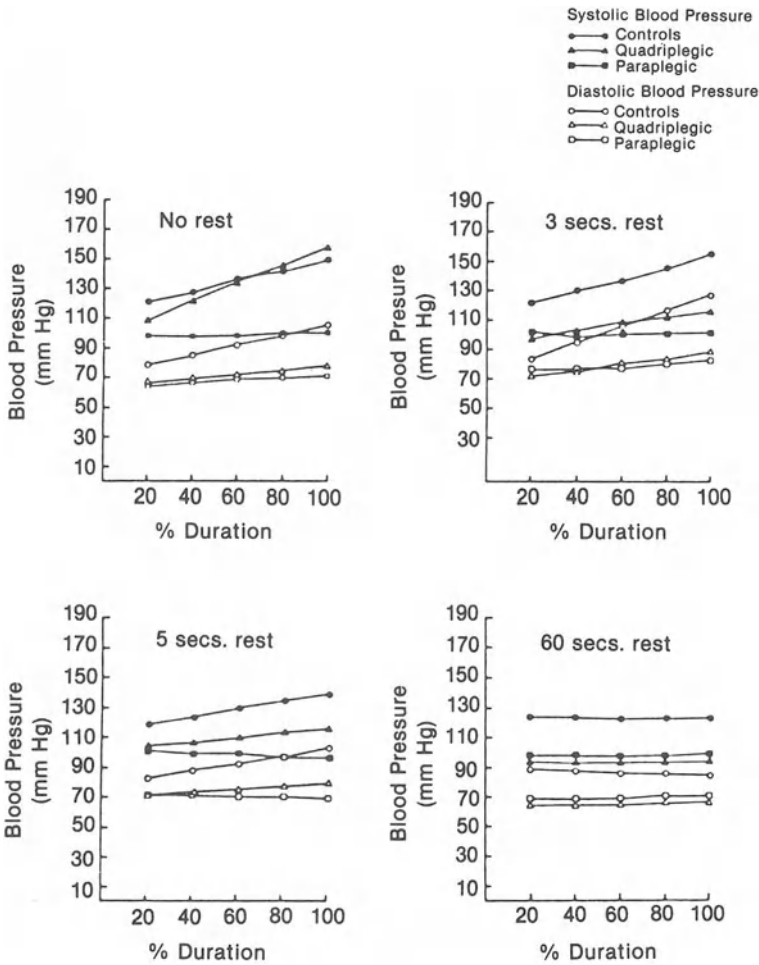 Systolic Blood Pressure
Controls
Quadriplegic
Paraplegic
Diastolic Blood Pressure
Controls
Quadriplegic
Paraplegic
No rest
Blood Pressure
(mm Hg)
190
170
150
130
110
90
70
50
30
10
20 40 60 80 100
% Duration
3 secs. rest
Blood Pressure
(mm Hg)
190
170
150
130
110
90
70
50
30
20 40 60 80 100
% Duration
5 secs. rest
Blood Pressure
(mm Hg)
190
170
150
130
110
90
70
50
30
10
20 40 60 80 100
% Duration
60 secs. rest
Blood Pressure
(mm Hg)
190
170
150
130
110
90
70
50
30
10
20 40 60 80 100
% Duration